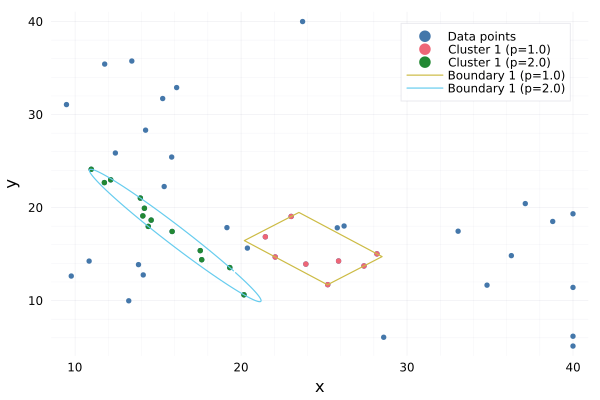 40
Data points
Cluster 1 (p=1.0)
Cluster 1 (p=2.0)
Boundary 1 (p=1.0)
Boundary 1 (p=2.0)
30
y
20
10
10 20 30 40
x